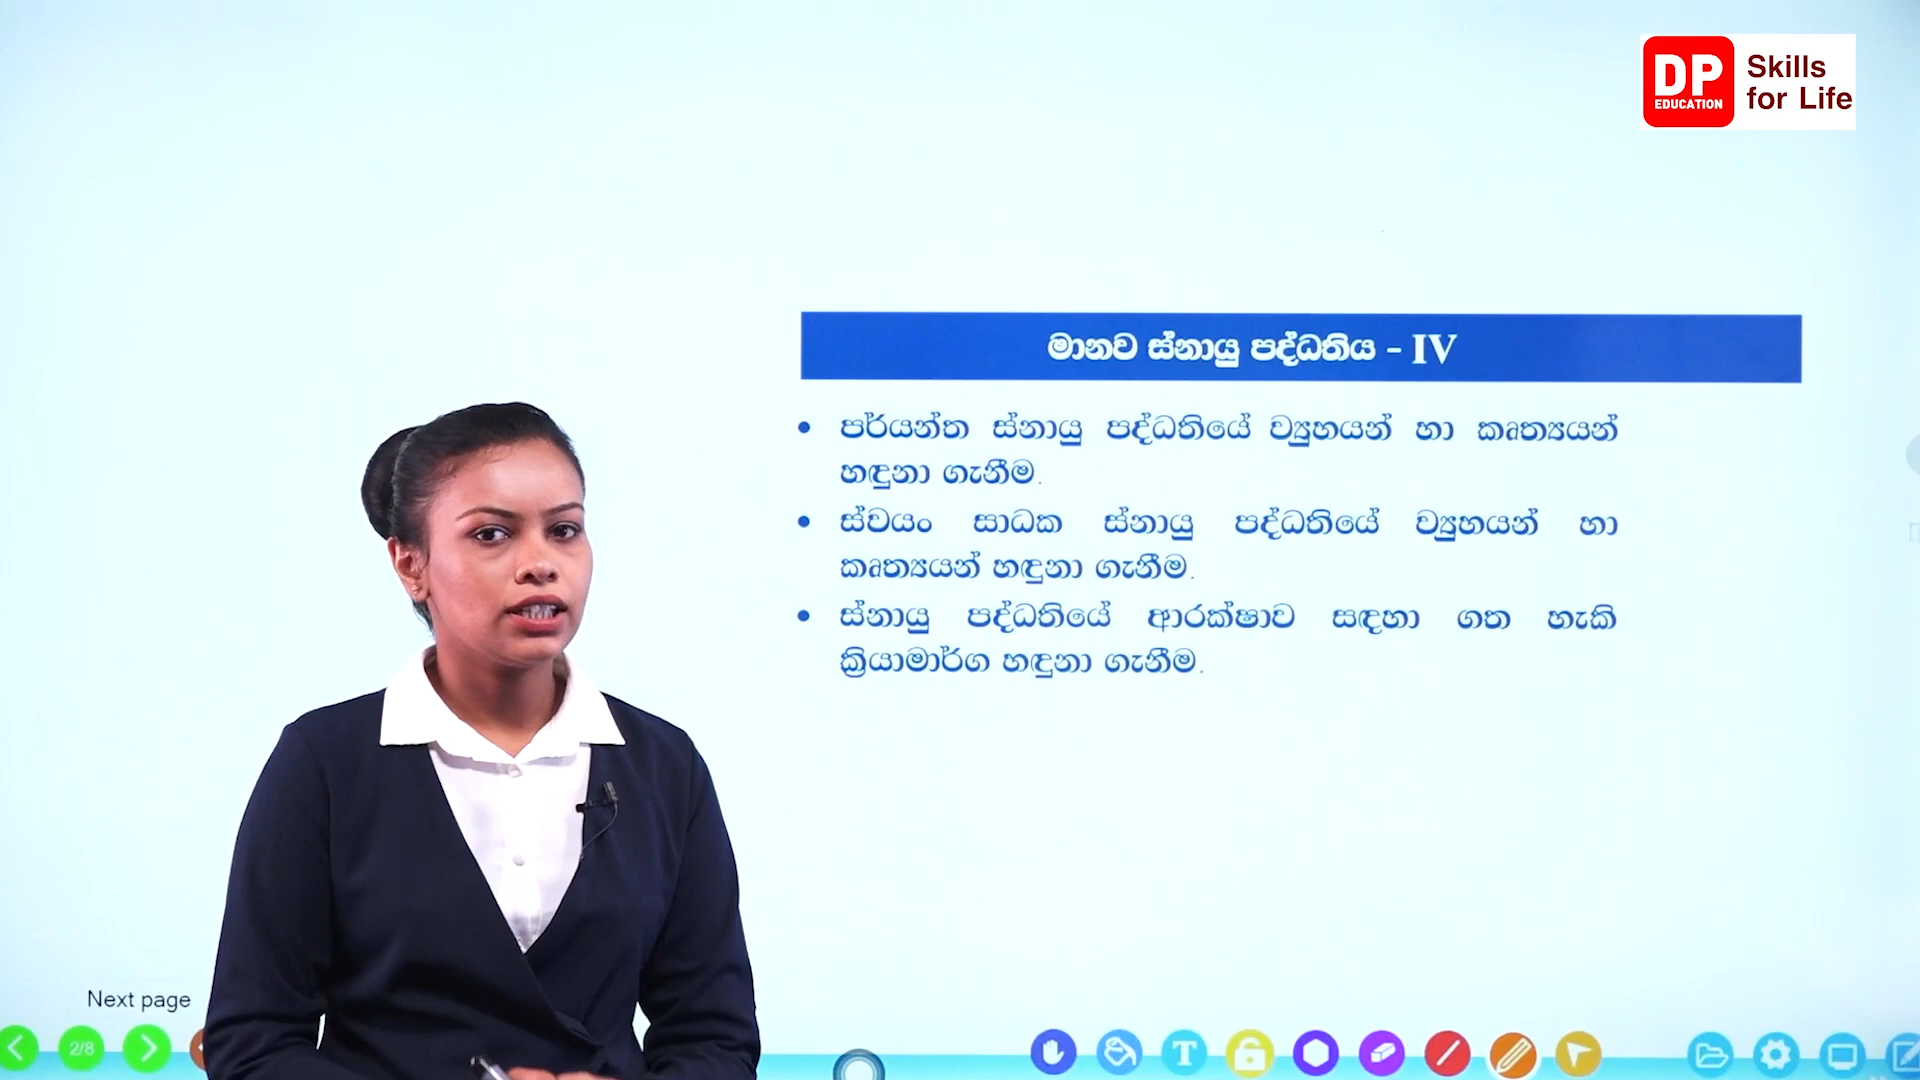 DP
EDUCATION
Skills
for Life
මානව ස්නායු පද්ධතිය - IV
• පර්යන්ත ස්නායු පද්ධතියේ ව්‍යුහයන් හා කෘත්‍යයන්
හඳුනා ගැනීම.
• ස්වයං සාධක ස්නායු පද්ධතියේ ව්‍යුහයන් හා
කෘත්‍යයන් හඳුනා ගැනීම.
• ස්නායු පද්ධතියේ ආරක්ෂාව සඳහා ගත හැකි
ක්‍රියාමාර්ග හඳුනා ගැනීම.
Next page
2/8
T